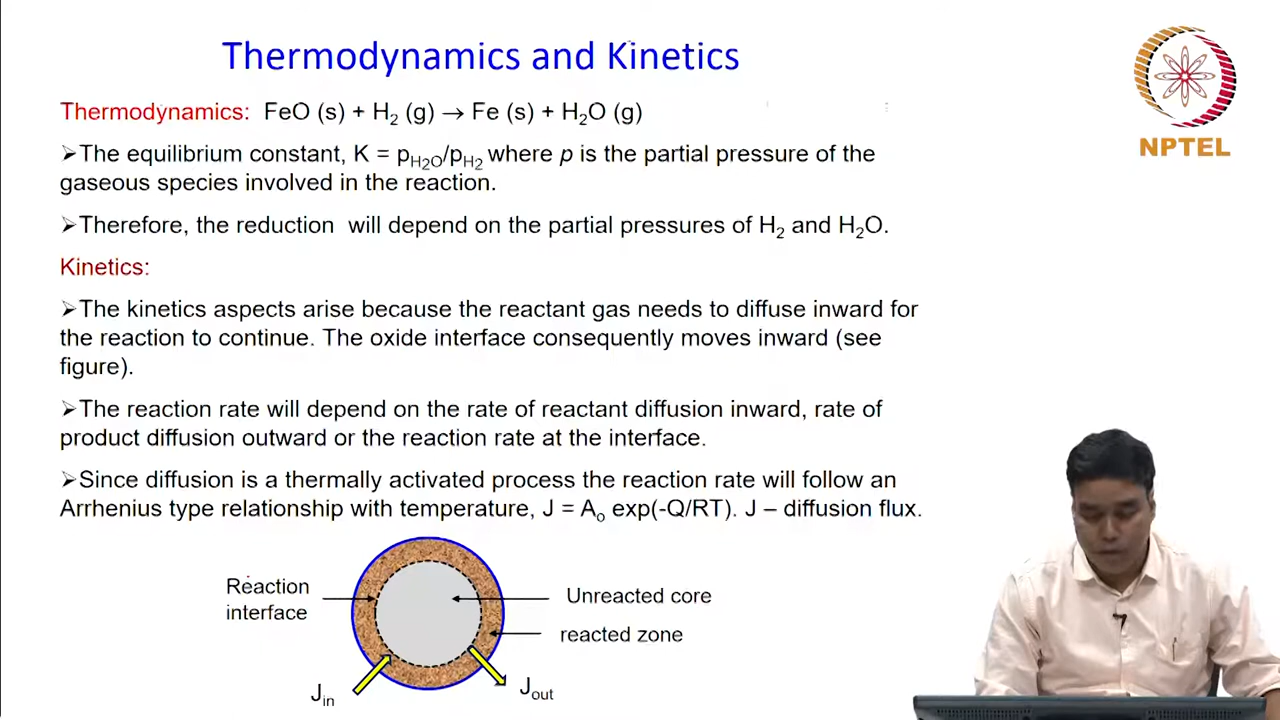 Thermodynamics and Kinetics
NPTEL
Thermodynamics: FeO (s) + H₂ (g) → Fe (s) + H₂O (g)
➢The equilibrium constant, K = p_H2O/p_H2 where p is the partial pressure of the
gaseous species involved in the reaction.
➢Therefore, the reduction will depend on the partial pressures of H₂ and H₂O.
Kinetics:
➢The kinetics aspects arise because the reactant gas needs to diffuse inward for
the reaction to continue. The oxide interface consequently moves inward (see
figure).
➢The reaction rate will depend on the rate of reactant diffusion inward, rate of
product diffusion outward or the reaction rate at the interface.
➢Since diffusion is a thermally activated process the reaction rate will follow an
Arrhenius type relationship with temperature, J = Aₒ exp(-Q/RT). J – diffusion flux.
Reaction
interface
Unreacted core
reacted zone
J_in
J_out